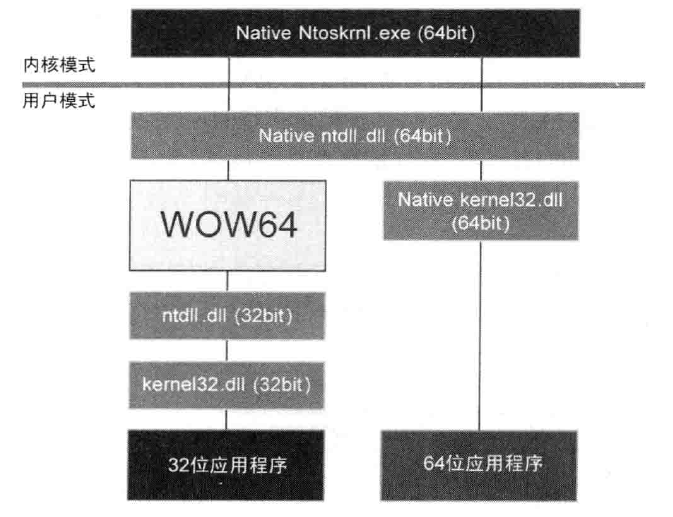 Native Ntoskrnl.exe (64bit)
内核模式
用户模式
Native ntdll.dll (64bit)
WOW64
Native kernel32.dll
(64bit)
ntdll.dll (32bit)
kernel32.dll (32bit)
32位应用程序
64位应用程序